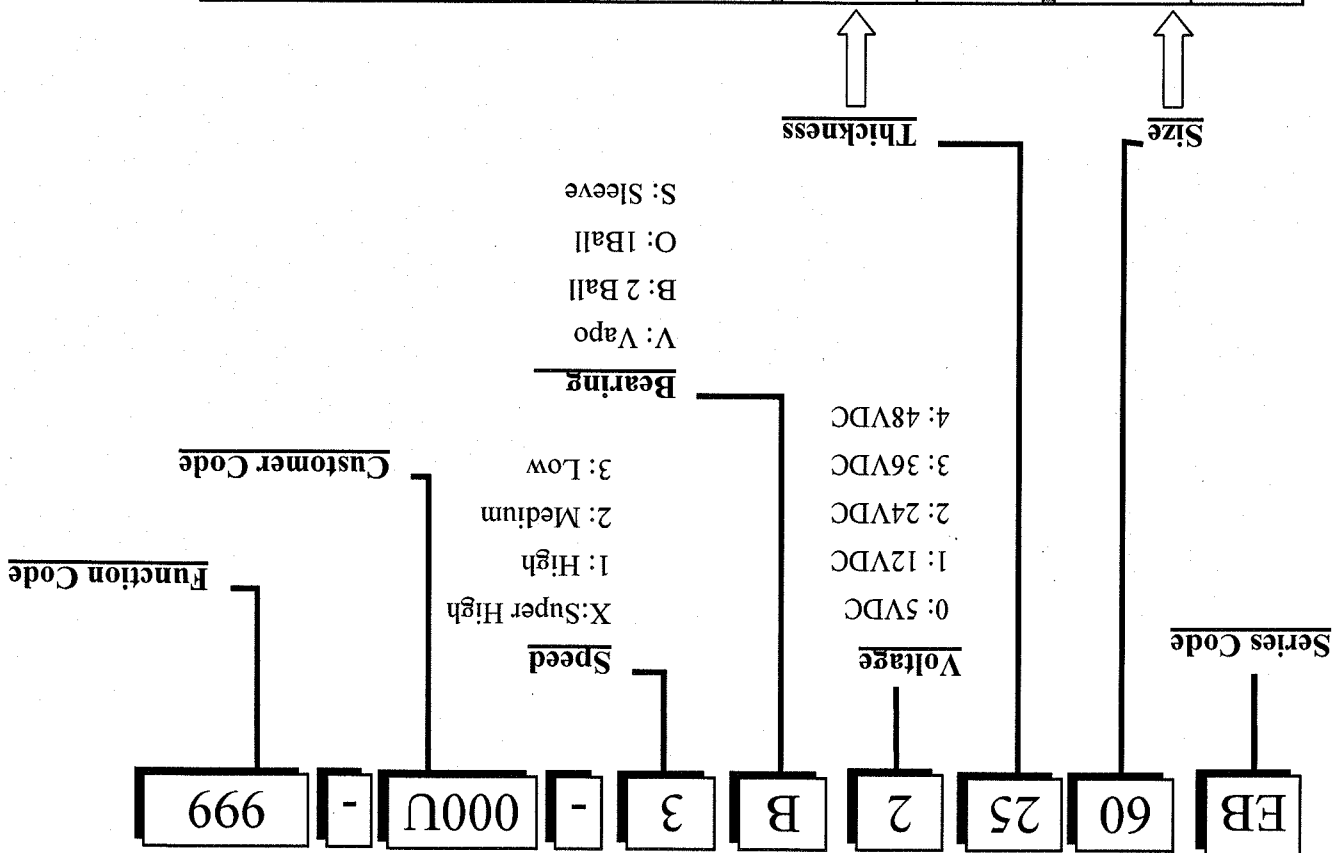 EB 60 25 2 B 3 - 000U - 999
Series Code
Voltage
0: 5VDC
1: 12VDC
2: 24VDC
3: 36VDC
4: 48VDC
Speed
X:Super High
1: High
2: Medium
3: Low
Function Code
Customer Code
Bearing
V: Vapo
B: 2 Ball
O: 1Ball
S: Sleeve
Size
Thickness